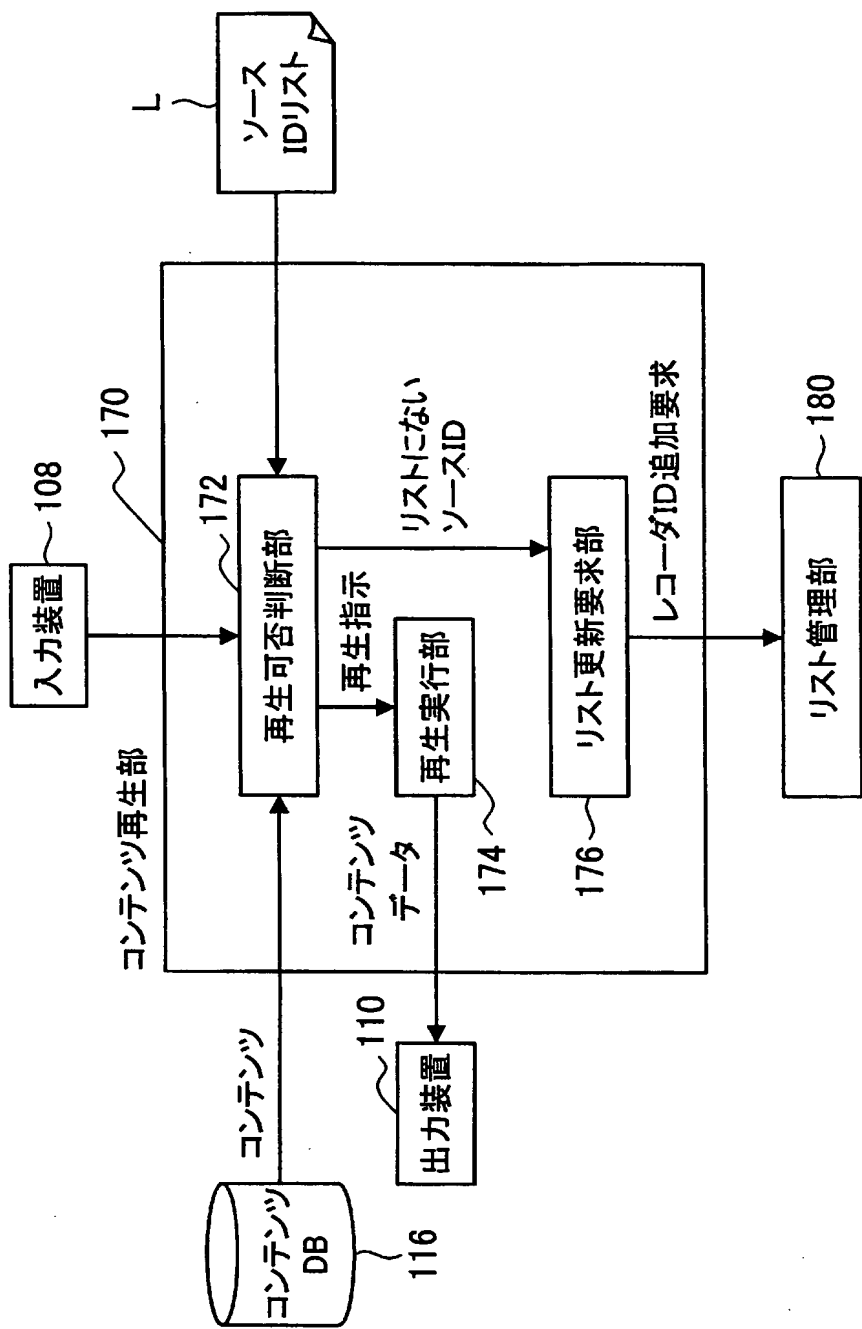 入力装置
108
コンテンツ再生部
170
L
ソース
IDリスト
コンテンツ
DB
116
コンテンツ
再生可否判断部
172
再生指示
リストにない
ソースID
再生実行部
174
コンテンツ
データ
出力装置
110
リスト更新要求部
176
レコーダID追加要求
リスト管理部
180